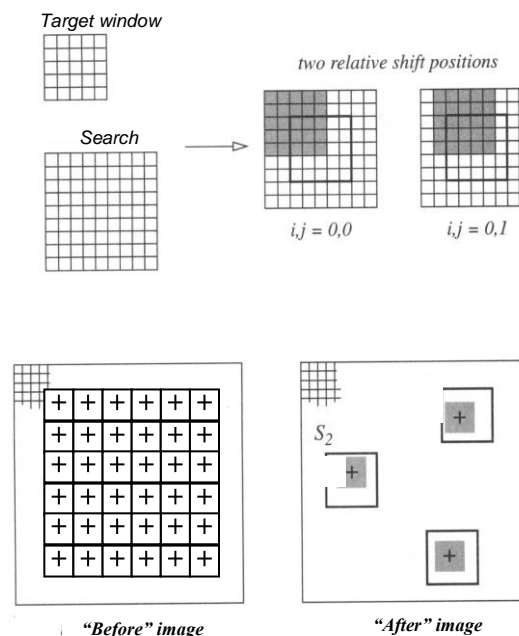 Target window
two relative shift positions
Search
i,j = 0,0
i,j = 0,1
S2
“Before” image
“After” image